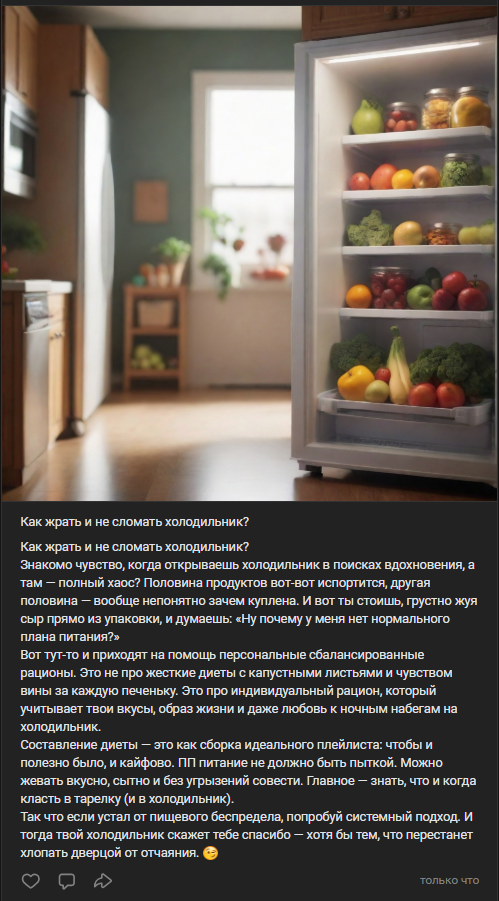 Как жрать и не сломать холодильник?
Как жрать и не сломать холодильник?
Знакомо чувство, когда открываешь холодильник в поисках вдохновения, а
там — полный хаос? Половина продуктов вот-вот испортится, другая
половина — вообще непонятно зачем куплена. И вот ты стоишь, грустно жуя
сыр прямо из упаковки, и думаешь: «Ну почему у меня нет нормального
плана питания?»
Вот тут-то и приходят на помощь персональные сбалансированные
рационы. Это не про жесткие диеты с капустными листьями и чувством
вины за каждую печеньку. Это про индивидуальный рацион, который
учитывает твои вкусы, образ жизни и даже любовь к ночным набегам на
холодильник.
Составление диеты — это как сборка идеального плейлиста: чтобы и
полезно было, и кайфово. ПП питание не должно быть пыткой. Можно
жевать вкусно, сытно и без угрызений совести. Главное — знать, что и когда
класть в тарелку (и в холодильник).
Так что если устал от пищевого беспредела, попробуй системный подход. И
тогда твой холодильник скажет тебе спасибо — хотя бы тем, что перестанет
хлопать дверцой от отчаяния. 😏
только что